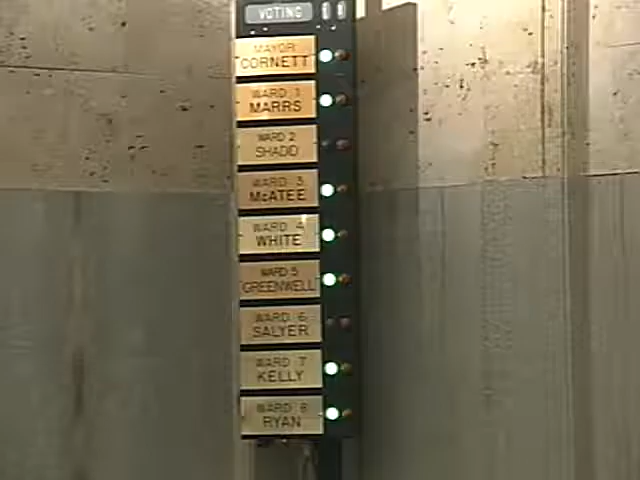 VOTING
MAYOR
CORNETT
WARD 1
MARRS
WARD 2
SHADID
WARD 3
McATEE
WARD 4
WHITE
WARD 5
GREENWELL
WARD 6
SALYER
WARD 7
KELLY
WARD 8
RYAN